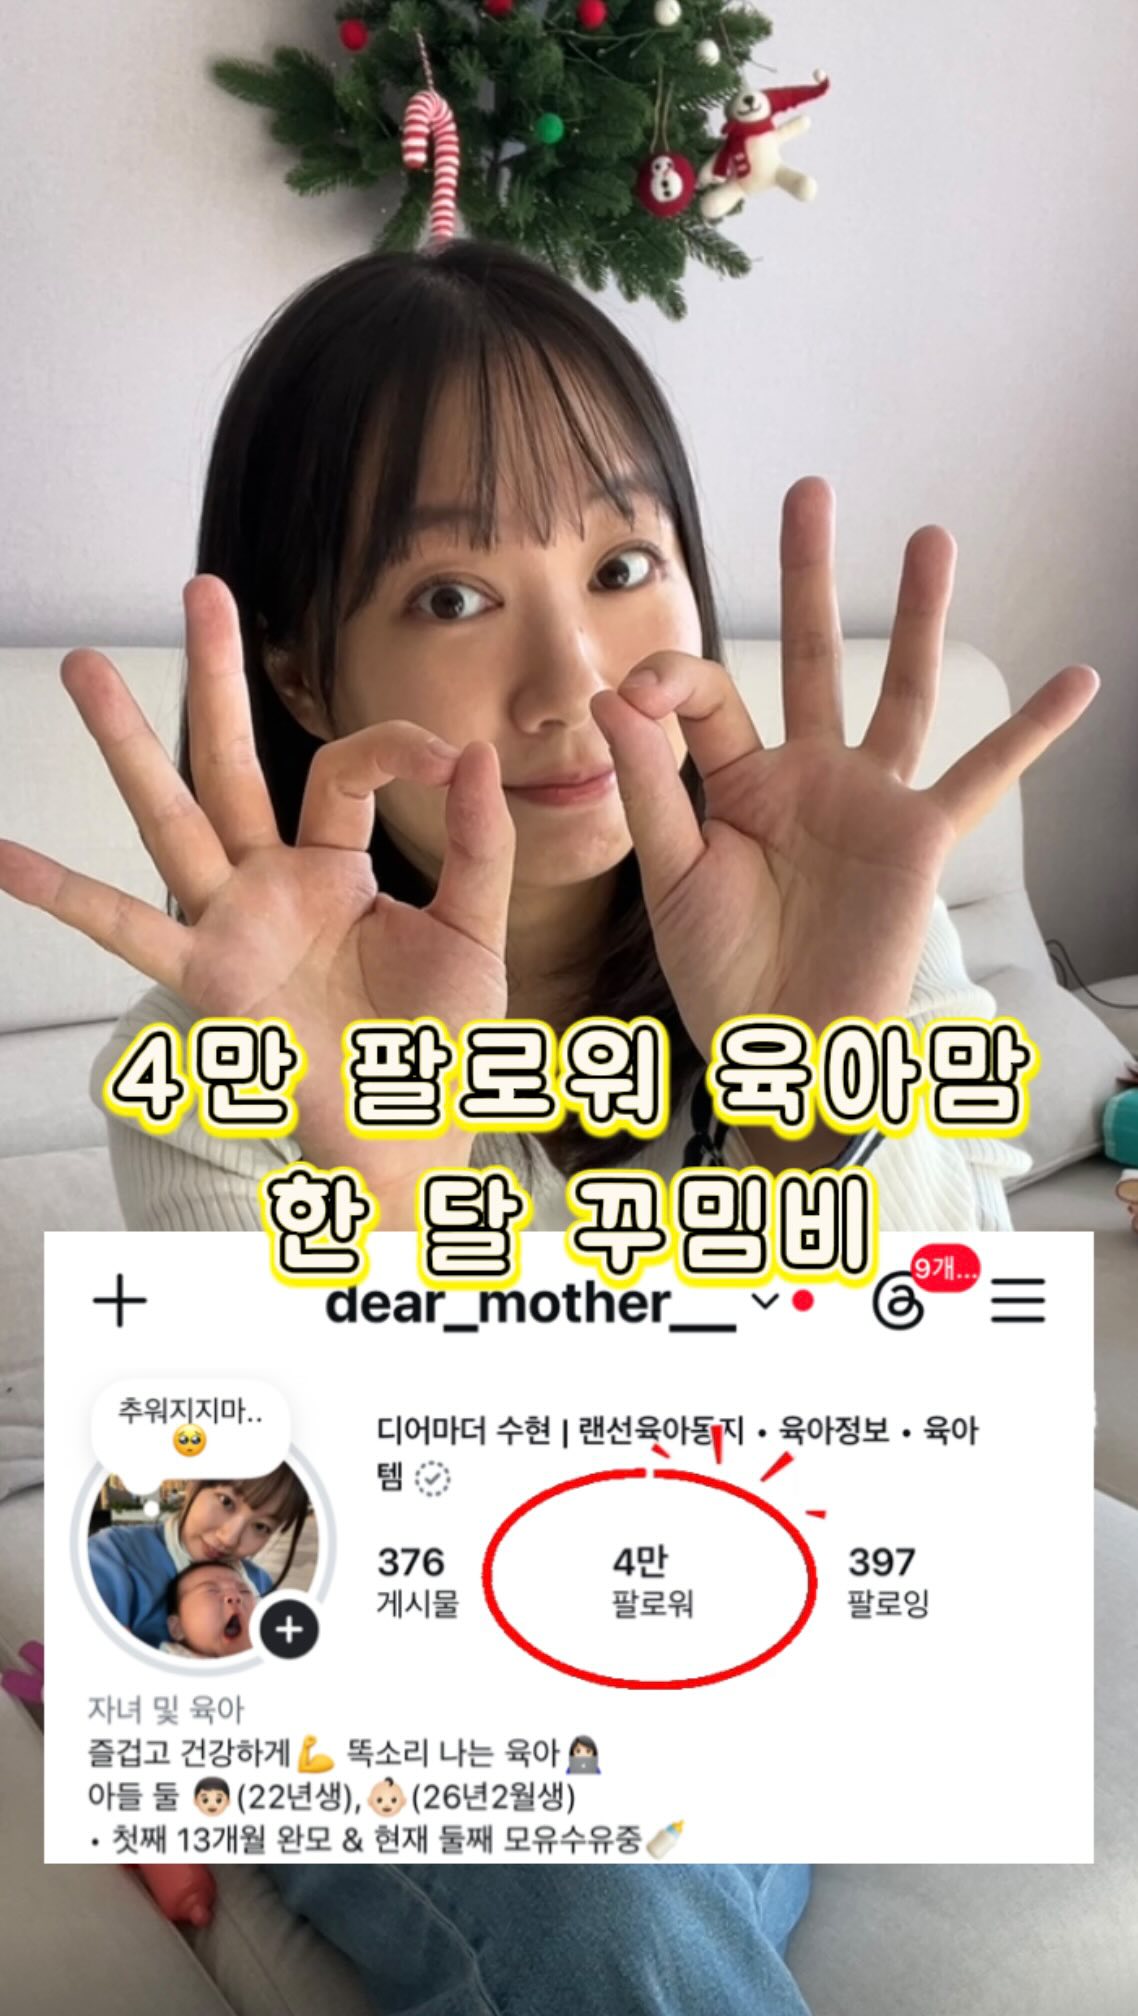 4만 팔로워 육아맘
한 달 꾸밈비
dear_mother__
9개...
추워지지마..
디어마더 수현 | 랜선육아동지 • 육아정보 • 육아
템
376
게시물
4만
팔로워
397
팔로잉
자녀 및 육아
즐겁고 건강하게💪 똑소리 나는 육아👩🏻‍💻
아들 둘 👦🏻(22년생),👶🏻(26년2월생)
• 첫째 13개월 완모 & 현재 둘째 모유수유중🍼